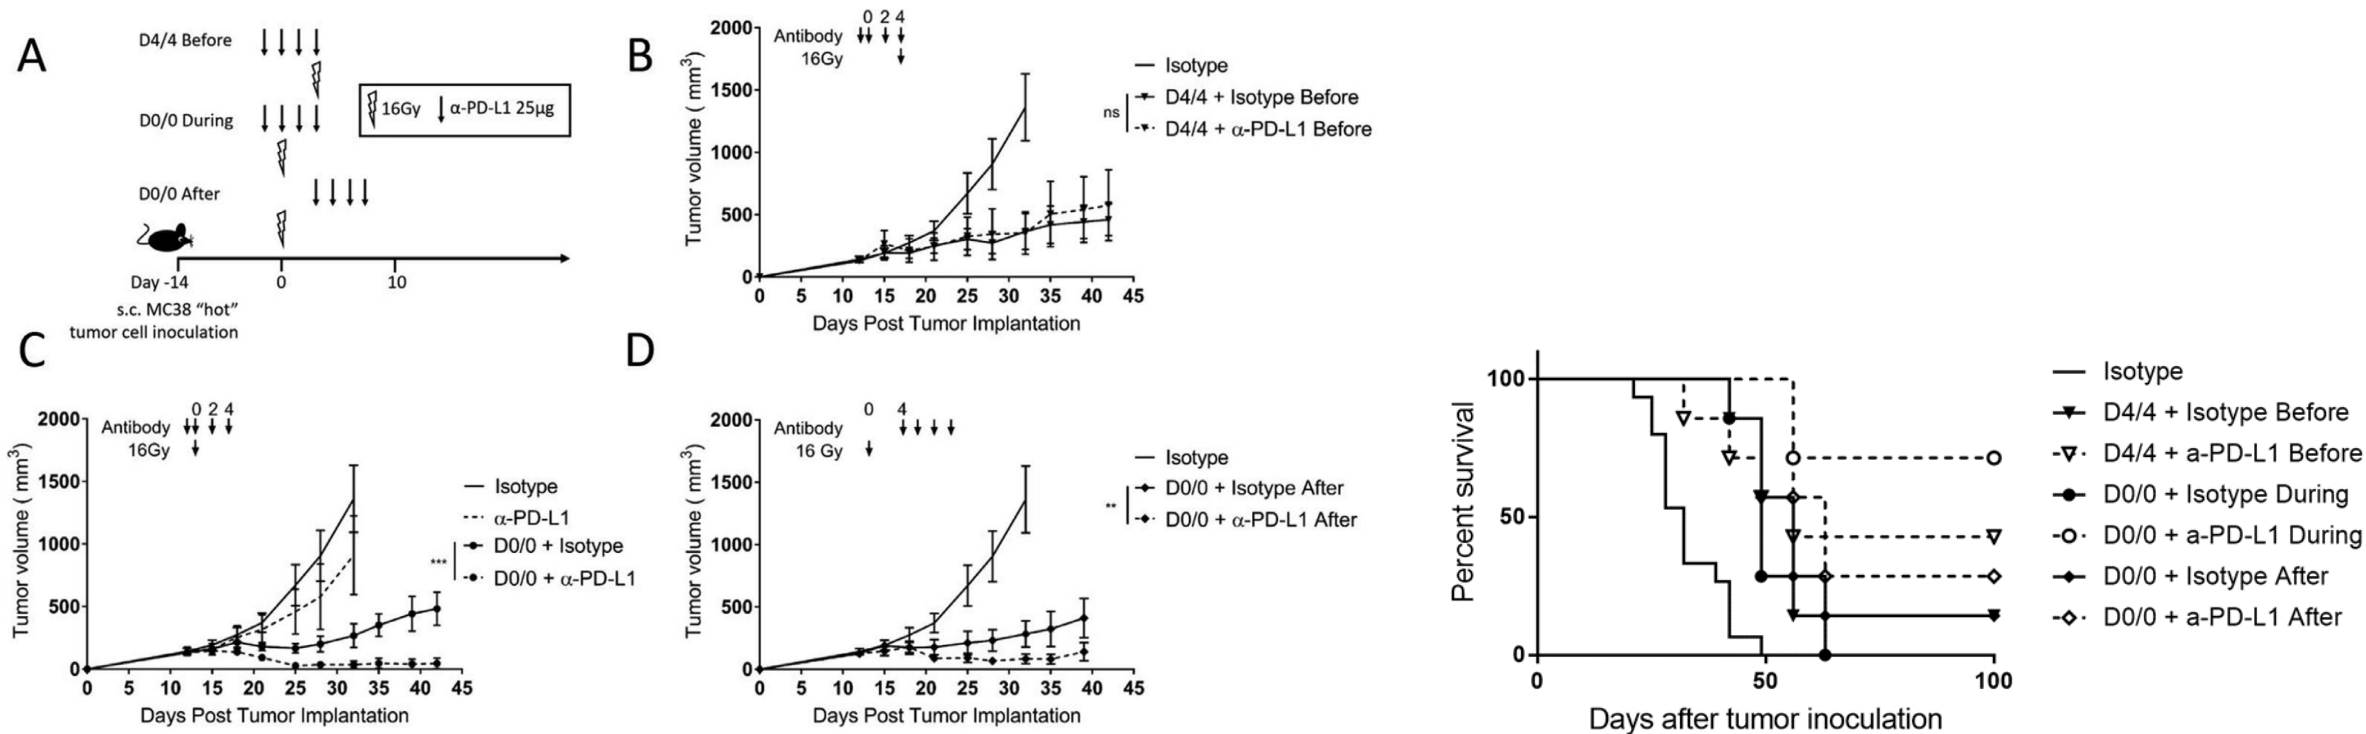 A
D4/4 Before
D0/0 During
16Gy
α-PD-L1 25μg
D0/0 After
Day -14
0
10
s.c. MC38 “hot”
tumor cell inoculation
B
0 2 4
Antibody
16Gy
Tumor volume ( mm3)
2000
1500
1000
500
0
0 5 10 15 20 25 30 35 40 45
Days Post Tumor Implantation
Isotype
D4/4 + Isotype Before
ns
D4/4 + α-PD-L1 Before
C
0 2 4
Antibody
16Gy
Tumor volume ( mm3)
2000
1500
1000
500
0
0 5 10 15 20 25 30 35 40 45
Days Post Tumor Implantation
Isotype
α-PD-L1
D0/0 + Isotype
***
D0/0 + α-PD-L1
D
0 4
Antibody
16 Gy
Tumor volume ( mm3)
2000
1500
1000
500
0
0 5 10 15 20 25 30 35 40 45
Days Post Tumor Implantation
Isotype
D0/0 + Isotype After
**
D0/0 + α-PD-L1 After
Percent survival
100
50
0
0 50 100
Days after tumor inoculation
Isotype
D4/4 + Isotype Before
D4/4 + a-PD-L1 Before
D0/0 + Isotype During
D0/0 + a-PD-L1 During
D0/0 + Isotype After
D0/0 + a-PD-L1 After